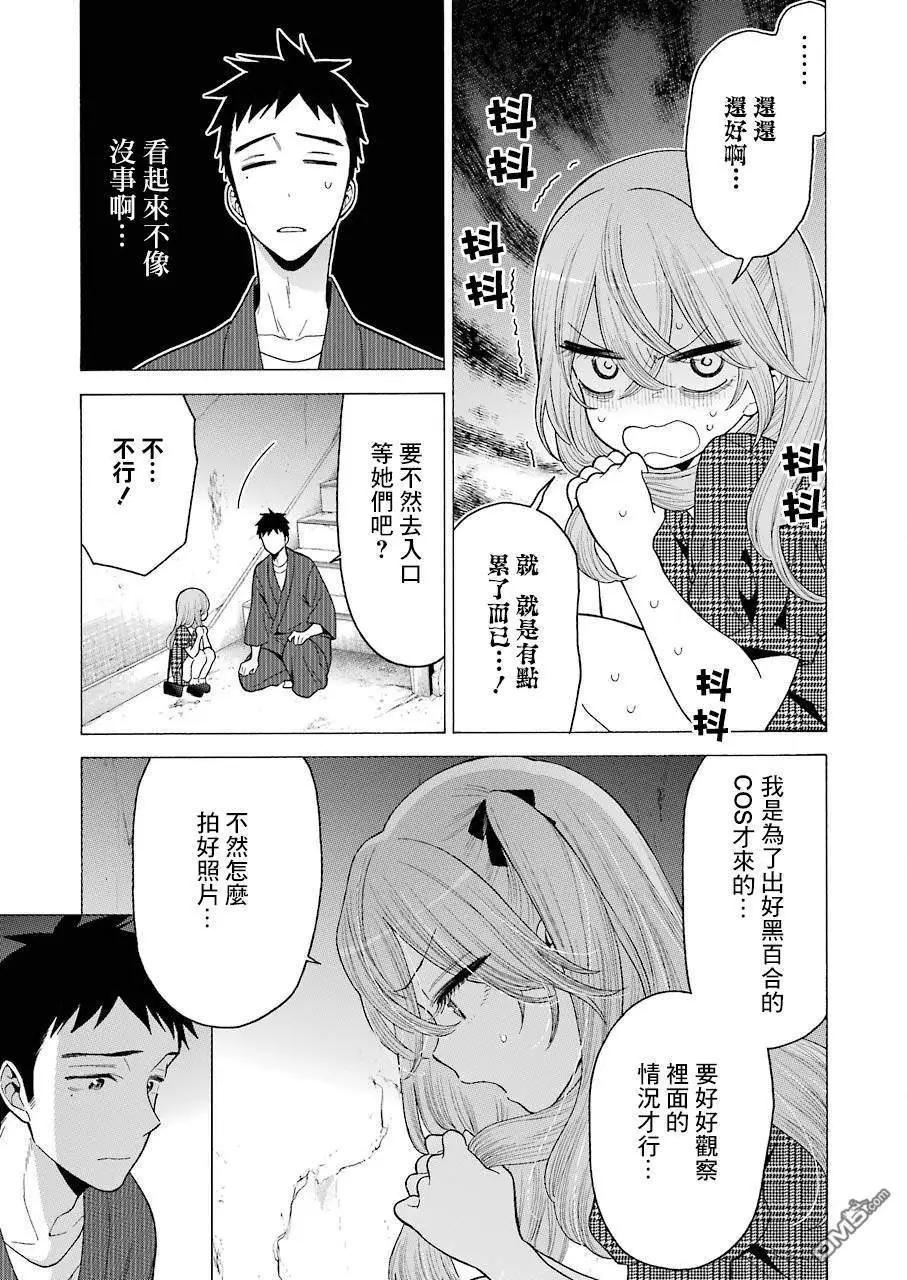 ……
還還
還好啊…
抖抖
抖抖
抖抖
就 就是有點
累了而已…！
抖抖
看起來不像
沒事啊…
要不然去入口
等她們吧？
不…
不行！
我是為了出好黑百合的
COS才來的…
要好好觀察
裡面的
情況才行…
不然怎麼
拍好照片…